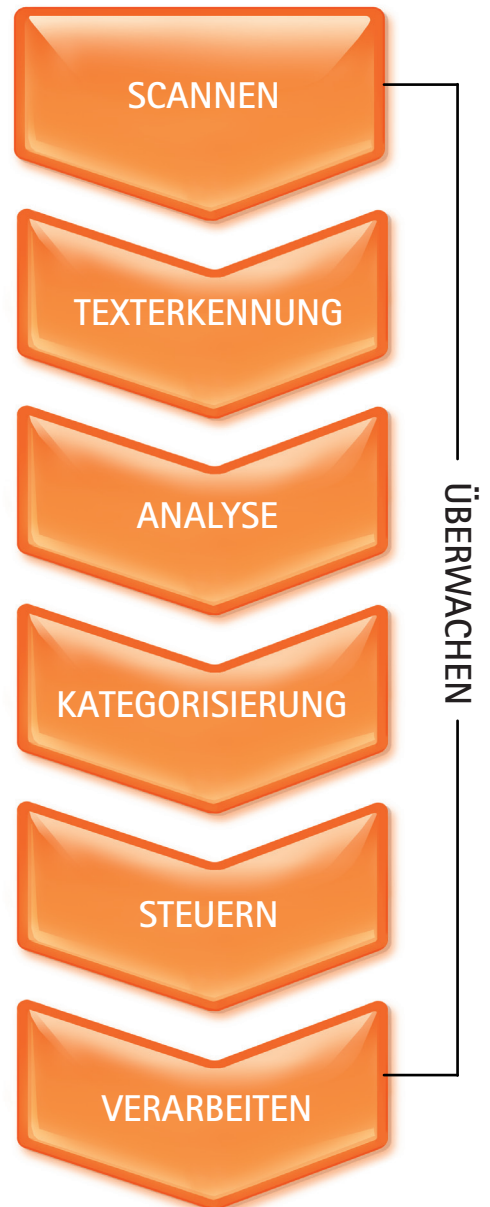 SCANNEN
TEXTERKENNUNG
ANALYSE
KATEGORISIERUNG
STEUERN
VERARBEITEN
ÜBERWACHEN